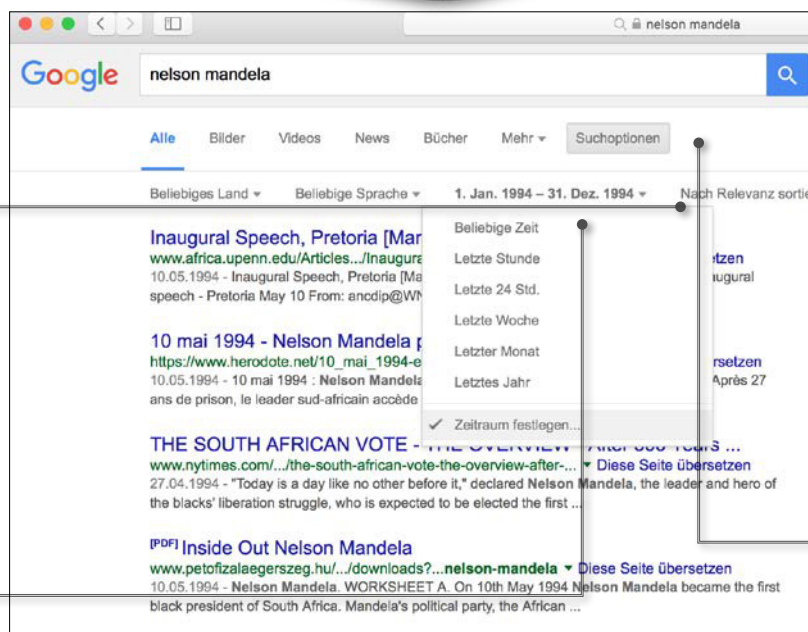 nelson mandela
Google nelson mandela
Alle Bilder Videos News Bücher Mehr Suchoptionen
Beliebiges Land Beliebige Sprache 1. Jan. 1994 – 31. Dez. 1994 Nach Relevanz sortie
Beliebige Zeit
Letzte Stunde
Letzte 24 Std.
Letzte Woche
Letzter Monat
Letztes Jahr
✓ Zeitraum festlegen...
Inaugural Speech, Pretoria [Mar
www.africa.upenn.edu/Articles.../Inaugura etzen
10.05.1994 - Inaugural Speech, Pretoria [Ma augural
speech - Pretoria May 10 From: ancdip@WN
10 mai 1994 - Nelson Mandela p
https://www.herodote.net/10_mai_1994-e rsetzen
10.05.1994 - 10 mai 1994 : Nelson Mandela Après 27
ans de prison, le leader sud-africain accède
THE SOUTH AFRICAN VOTE - THE OVERVIEW - After 300 Years ...
www.nytimes.com/.../the-south-african-vote-the-overview-after-... Diese Seite übersetzen
27.04.1994 - "Today is a day like no other before it," declared Nelson Mandela, the leader and hero of
the blacks' liberation struggle, who is expected to be elected the first ...
[PDF] Inside Out Nelson Mandela
www.petofizalaegerszeg.hu/.../downloads?...nelson-mandela Diese Seite übersetzen
10.05.1994 - Nelson Mandela. WORKSHEET A. On 10th May 1994 Nelson Mandela became the first
black president of South Africa. Mandela's political party, the African ...